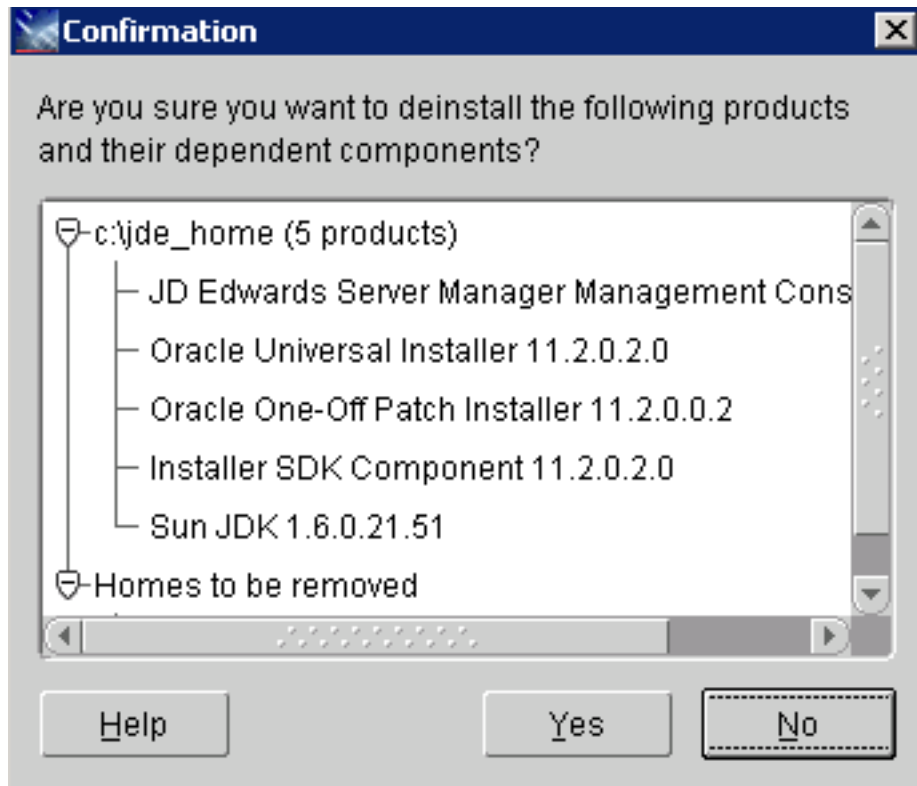 Confirmation
Are you sure you want to deinstall the following products
and their dependent components?
c:\jde_home (5 products)
JD Edwards Server Manager Management Cons
Oracle Universal Installer 11.2.0.2.0
Oracle One-Off Patch Installer 11.2.0.0.2
Installer SDK Component 11.2.0.2.0
Sun JDK 1.6.0.21.51
Homes to be removed
Help Yes No